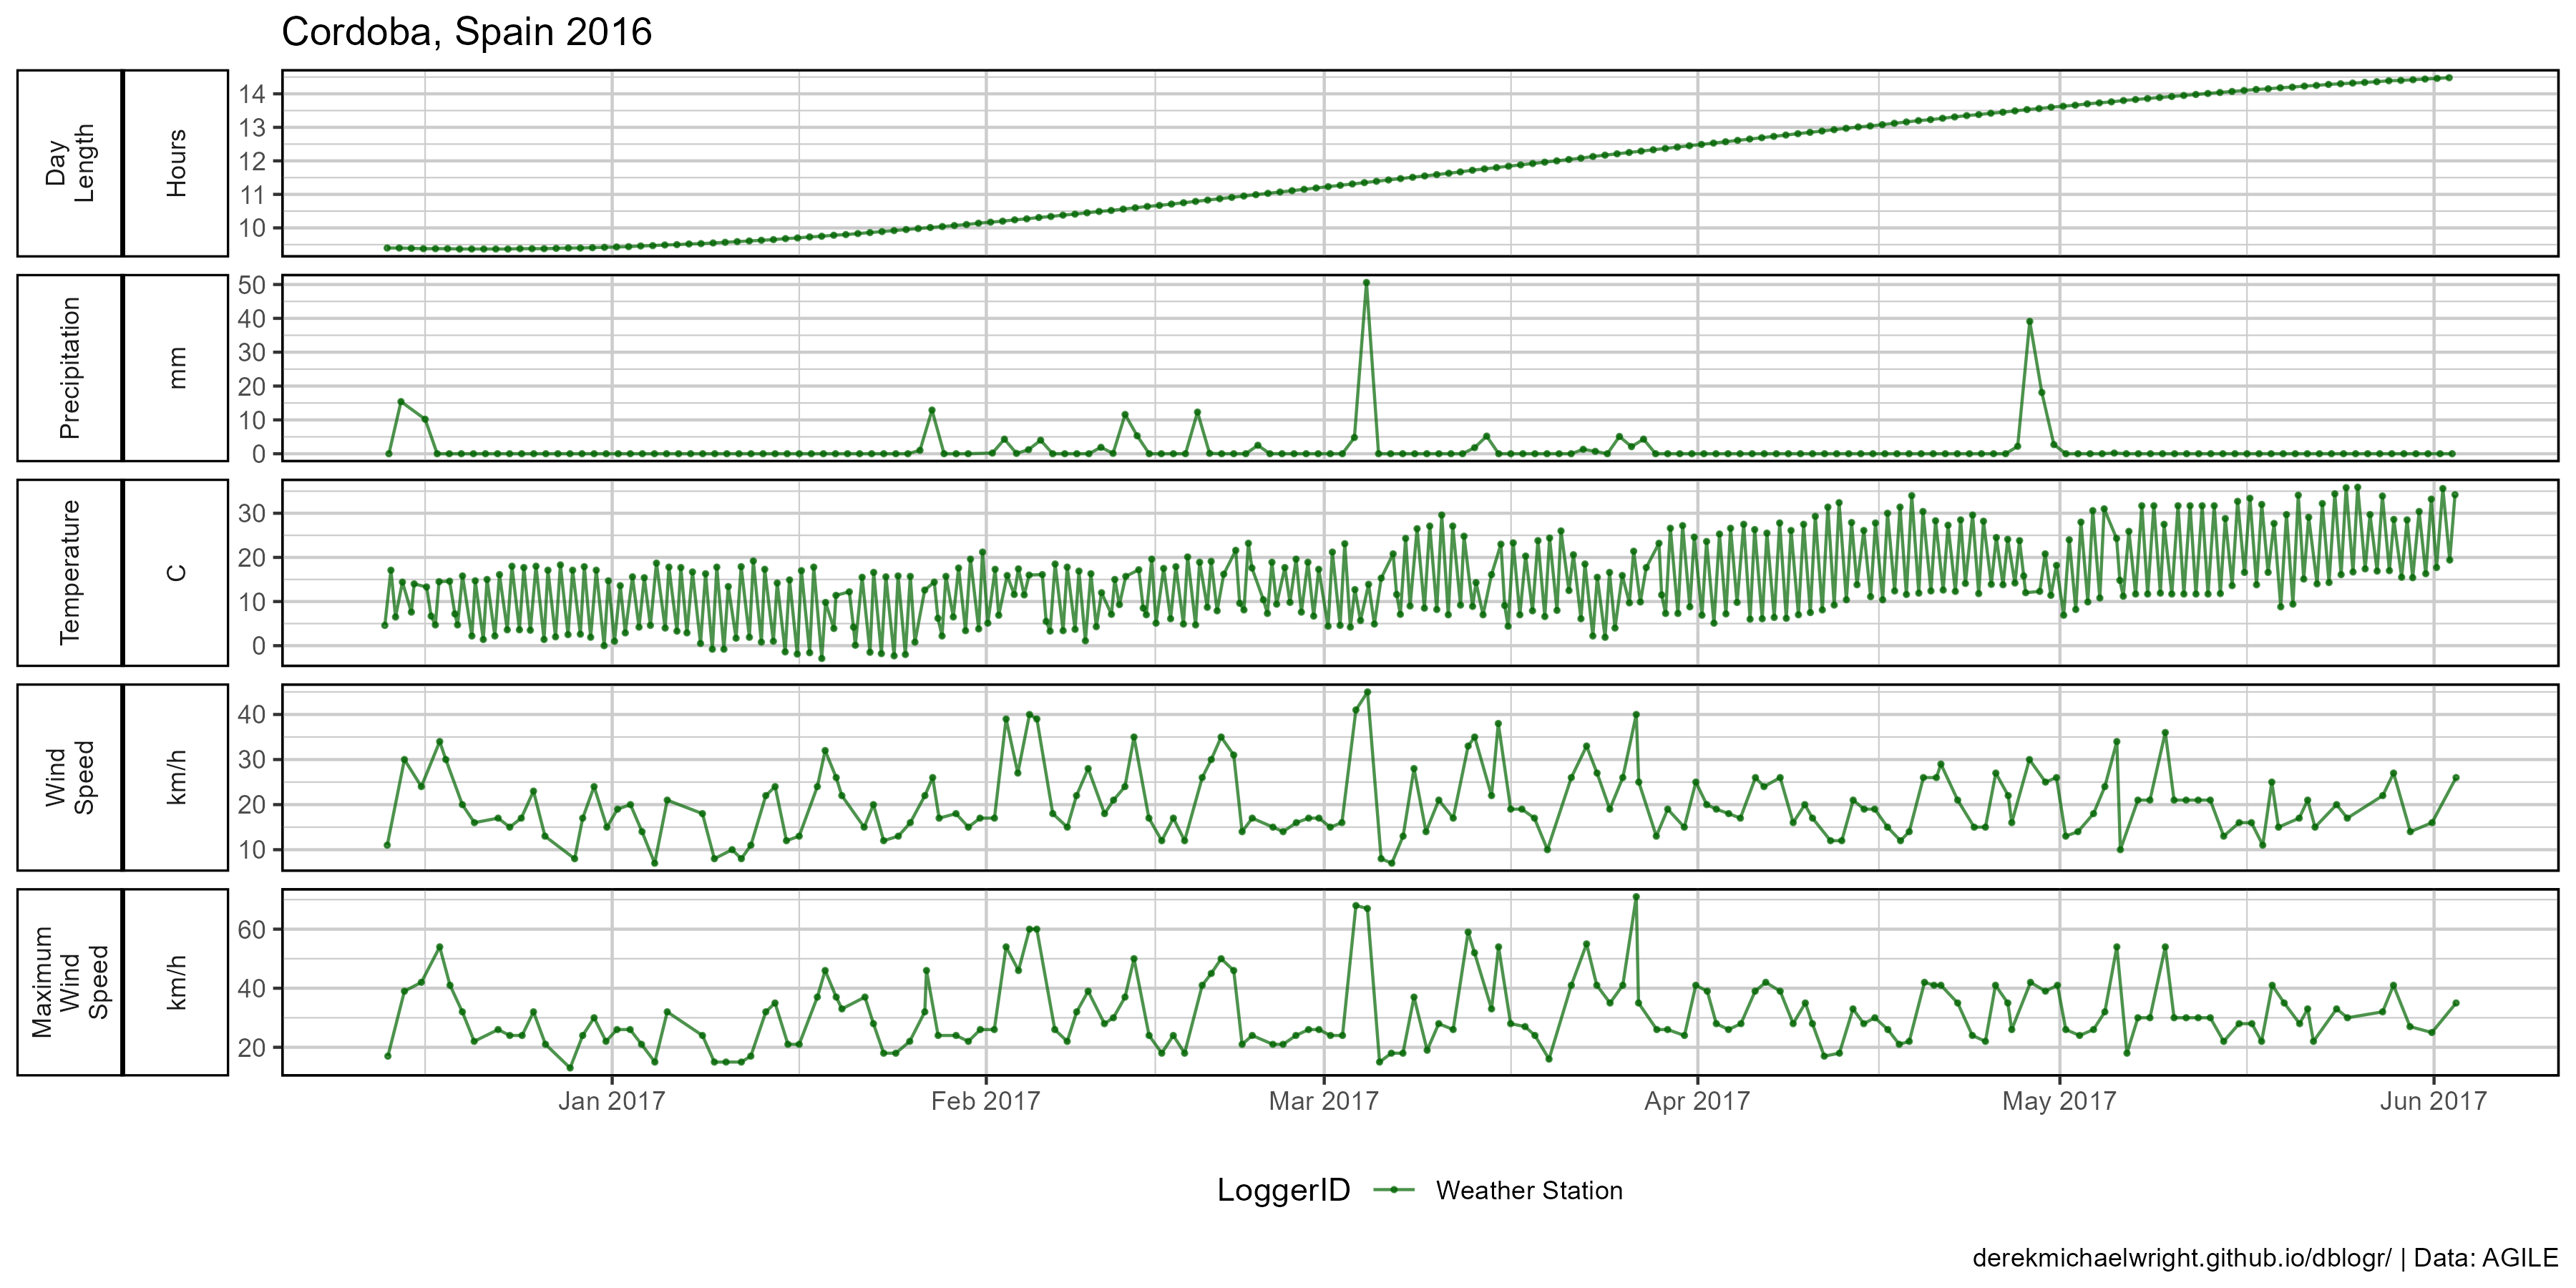 Cordoba, Spain 2016
Day
Length
Hours
14
13
12
11
10
Precipitation
mm
50
40
30
20
10
0
Temperature
C
30
20
10
0
Wind
Speed
km/h
40
30
20
10
Maximum
Wind
Speed
km/h
60
40
20
Jan 2017 Feb 2017 Mar 2017 Apr 2017 May 2017 Jun 2017
LoggerID Weather Station
derekmichaelwright.github.io/dblogr/ | Data: AGILE